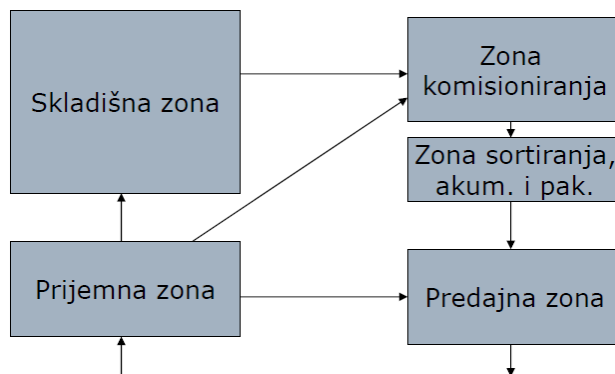 Skladišna zona
Zona
komisioniranja
Zona sortiranja,
akum. i pak.
Prijemna zona
Predajna zona